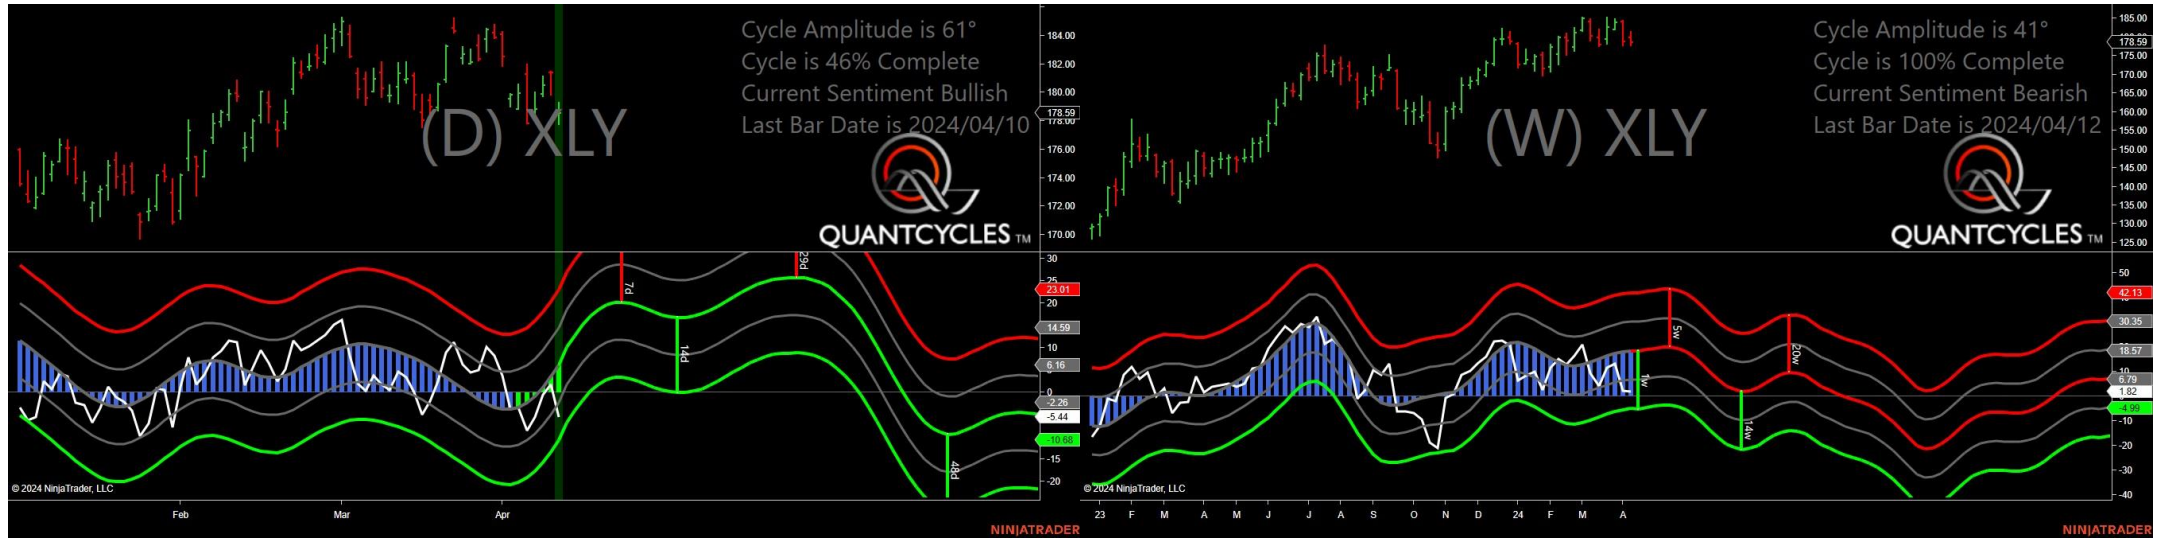 Cycle Amplitude is 61°
Cycle is 46% Complete
Current Sentiment Bullish
Last Bar Date is 2024/04/10
(D) XLY
QUANTCYCLES TM
184.00
182.00
180.00
178.59
178.00
176.00
174.00
172.00
170.00
7d
29d
14d
48d
30
25
23.01
20
14.59
10
6.16
0
-2.26
-5.44
-10.68
-15
-20
© 2024 NinjaTrader, LLC
Feb
Mar
Apr
NINJATRADER
Cycle Amplitude is 41°
Cycle is 100% Complete
Current Sentiment Bearish
Last Bar Date is 2024/04/12
(W) XLY
QUANTCYCLES TM
185.00
178.59
175.00
170.00
165.00
160.00
155.00
150.00
145.00
140.00
135.00
130.00
125.00
1w
5w
14w
20w
50
42.13
30.35
18.57
10
6.79
1.82
-4.99
-10
-20
-30
-40
© 2024 NinjaTrader, LLC
23 F M A M J J A S O N D 24 F M A
NINJATRADER